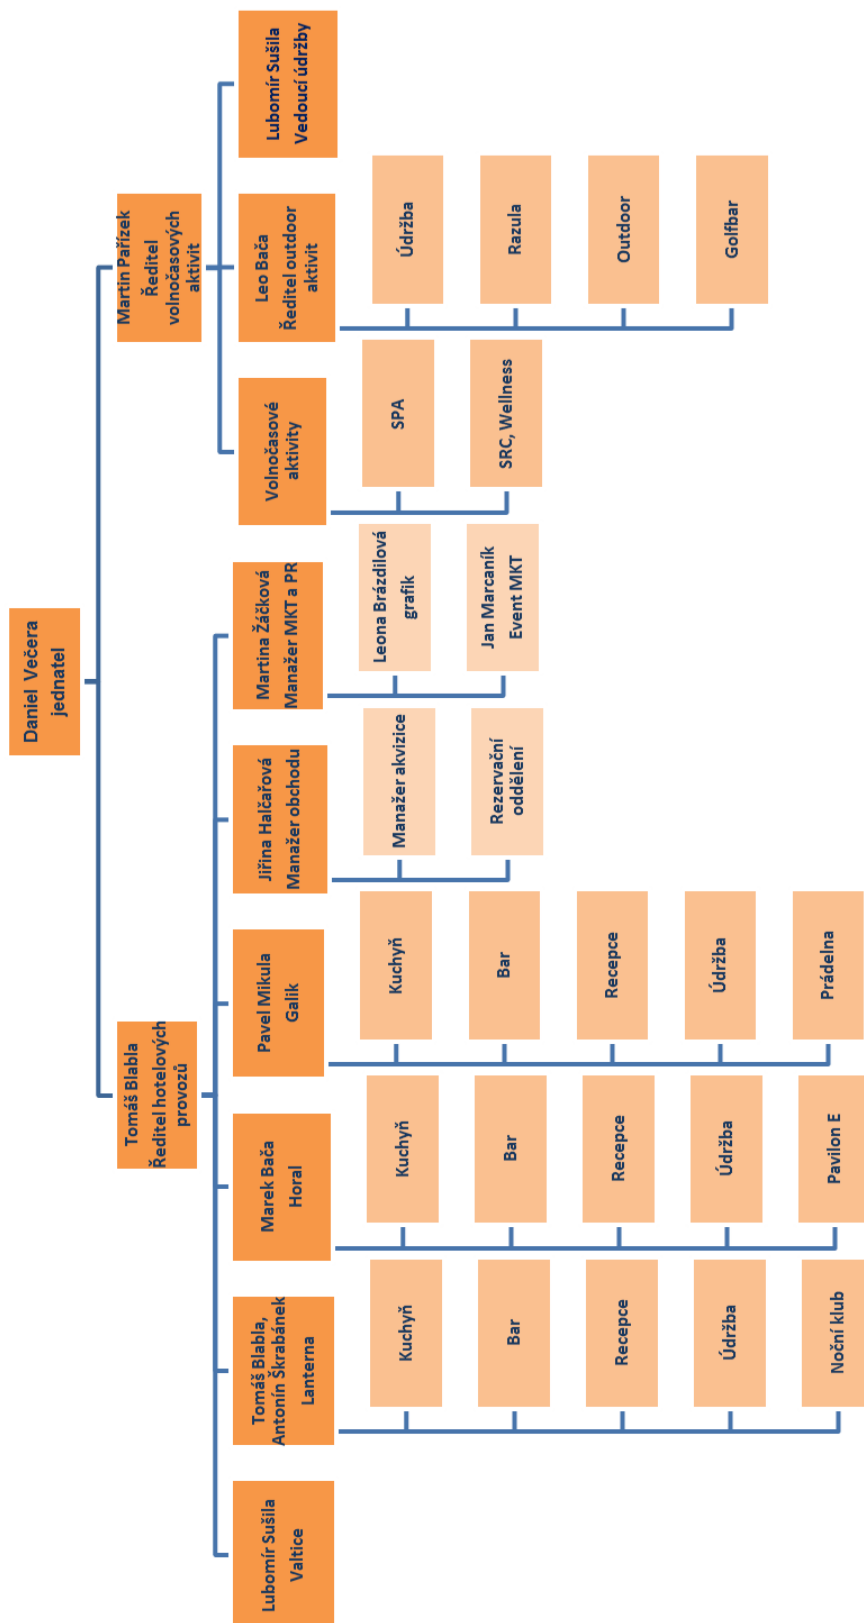 Daniel Večera
jednatel
Tomáš Blabla
Ředitel hotelových
provozů
Martin Pařízek
Ředitel
volnočasových
aktivit
Lubomír Sušila
Valtice
Tomáš Blabla,
Antonín Škrabánek
Lanterna
Marek Bača
Horal
Pavel Mikula
Galik
Jiřina Halčařová
Manažer obchodu
Martina Žáčková
Manažer MKT a PR
Volnočasové
aktivity
Leo Bača
Ředitel outdoor
aktivit
Lubomír Sušila
Vedoucí údržby
Kuchyň
Bar
Recepce
Údržba
Noční klub
Kuchyň
Bar
Recepce
Údržba
Pavilon E
Kuchyň
Bar
Recepce
Údržba
Prádelna
Manažer akvizice
Rezervační
oddělení
Leona Brázdilová
grafik
Jan Marcaník
Event MKT
SPA
SRC, Wellness
Údržba
Razula
Outdoor
Golfbar